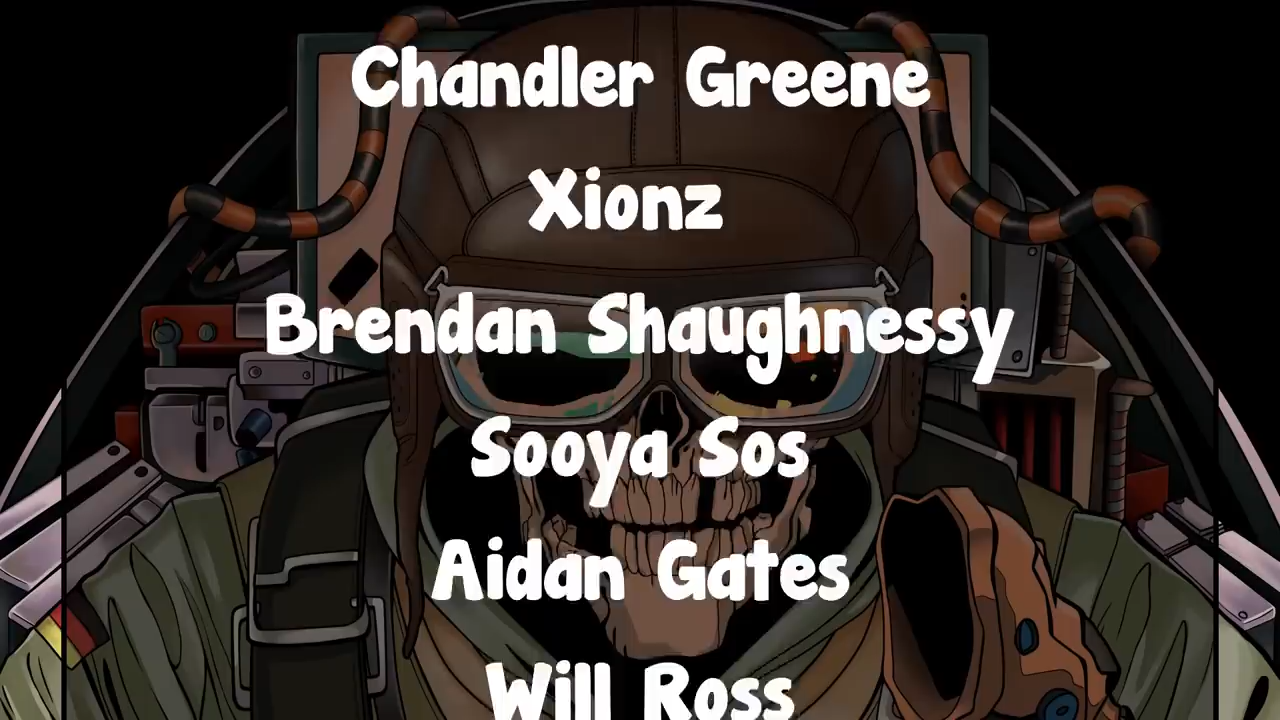 Chandler Greene
Xionz
Brendan Shaughnessy
Sooya Sos
Aidan Gates
Will Ross